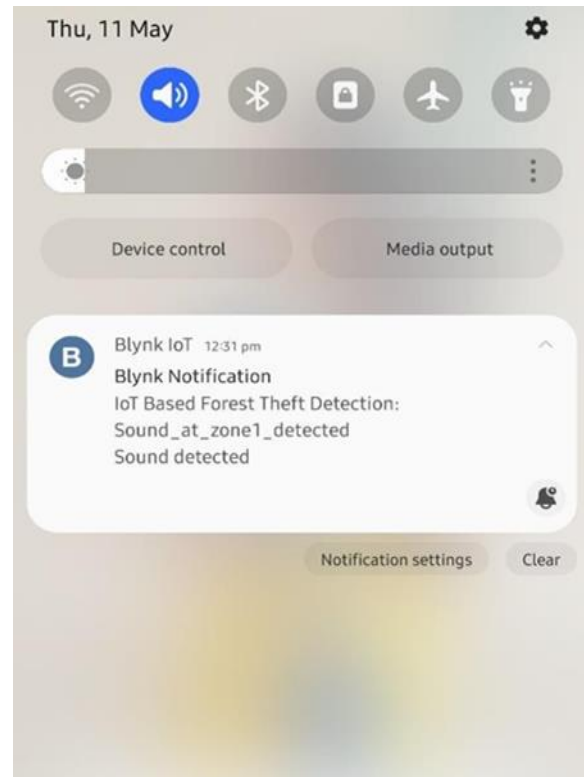 Thu, 11 May
Device control
Media output
B
Blynk IoT 12:31 pm
Blynk Notification
IoT Based Forest Theft Detection:
Sound_at_zone1_detected
Sound detected
Notification settings
Clear